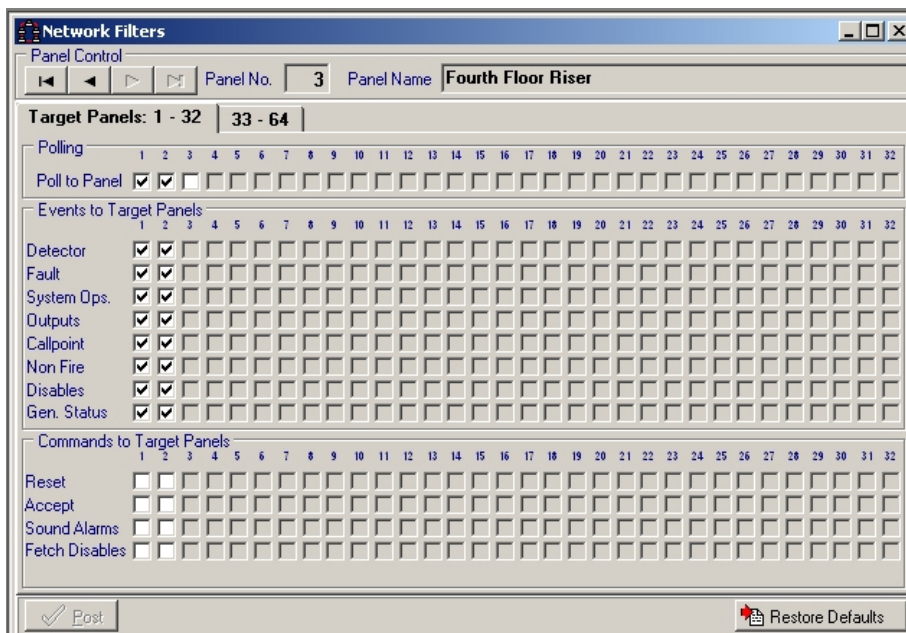 Network Filters
Panel Control
Panel No. 3 Panel Name Fourth Floor Riser
Target Panels: 1 - 32 33 - 64
Polling
1 2 3 4 5 6 7 8 9 10 11 12 13 14 15 16 17 18 19 20 21 22 23 24 25 26 27 28 29 30 31 32
Poll to Panel
Events to Target Panels
1 2 3 4 5 6 7 8 9 10 11 12 13 14 15 16 17 18 19 20 21 22 23 24 25 26 27 28 29 30 31 32
Detector
Fault
System Ops.
Outputs
Callpoint
Non Fire
Disables
Gen. Status
Commands to Target Panels
1 2 3 4 5 6 7 8 9 10 11 12 13 14 15 16 17 18 19 20 21 22 23 24 25 26 27 28 29 30 31 32
Reset
Accept
Sound Alarms
Fetch Disables
Post Restore Defaults